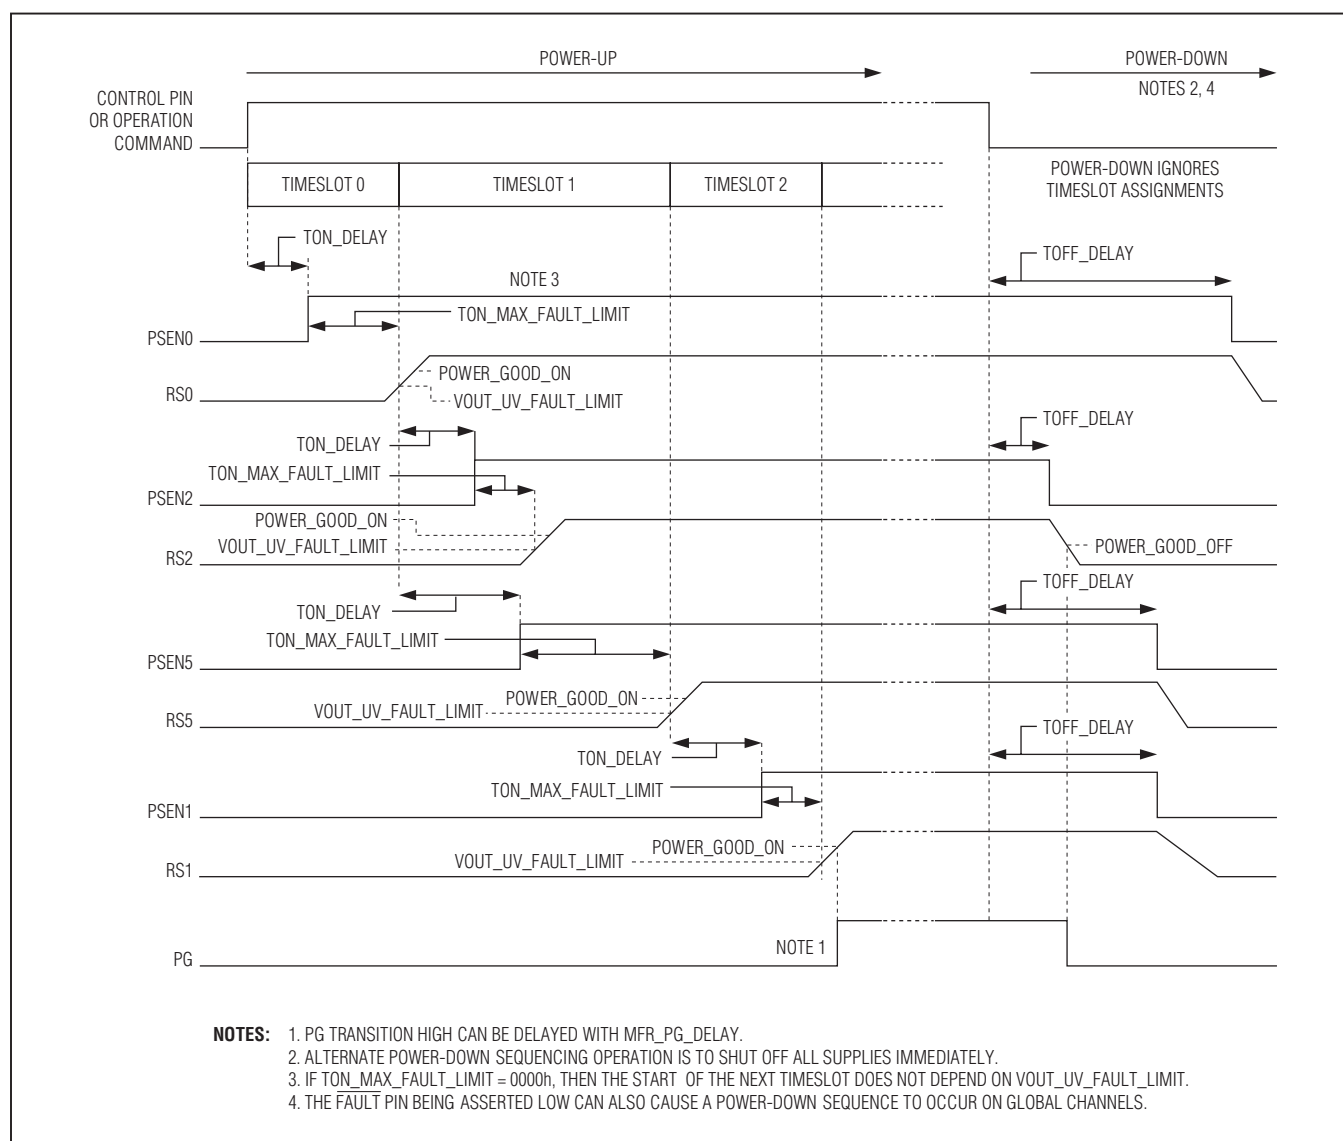 POWER-UP
POWER-DOWN
NOTES 2, 4
CONTROL PIN
OR OPERATION
COMMAND
TIMESLOT 0
TIMESLOT 1
TIMESLOT 2
POWER-DOWN IGNORES
TIMESLOT ASSIGNMENTS
TON_DELAY
TOFF_DELAY
NOTE 3
TON_MAX_FAULT_LIMIT
PSEN0
POWER_GOOD_ON
RS0
VOUT_UV_FAULT_LIMIT
TON_DELAY
TOFF_DELAY
TON_MAX_FAULT_LIMIT
PSEN2
POWER_GOOD_ON
VOUT_UV_FAULT_LIMIT
RS2
POWER_GOOD_OFF
TON_DELAY
TOFF_DELAY
TON_MAX_FAULT_LIMIT
PSEN5
POWER_GOOD_ON
VOUT_UV_FAULT_LIMIT
RS5
TON_DELAY
TOFF_DELAY
TON_MAX_FAULT_LIMIT
PSEN1
POWER_GOOD_ON
VOUT_UV_FAULT_LIMIT
RS1
NOTE 1
PG
NOTES: 1. PG TRANSITION HIGH CAN BE DELAYED WITH MFR_PG_DELAY.
2. ALTERNATE POWER-DOWN SEQUENCING OPERATION IS TO SHUT OFF ALL SUPPLIES IMMEDIATELY.
3. IF TON_MAX_FAULT_LIMIT = 0000h, THEN THE START OF THE NEXT TIMESLOT DOES NOT DEPEND ON VOUT_UV_FAULT_LIMIT.
4. THE FAULT PIN BEING ASSERTED LOW CAN ALSO CAUSE A POWER-DOWN SEQUENCE TO OCCUR ON GLOBAL CHANNELS.